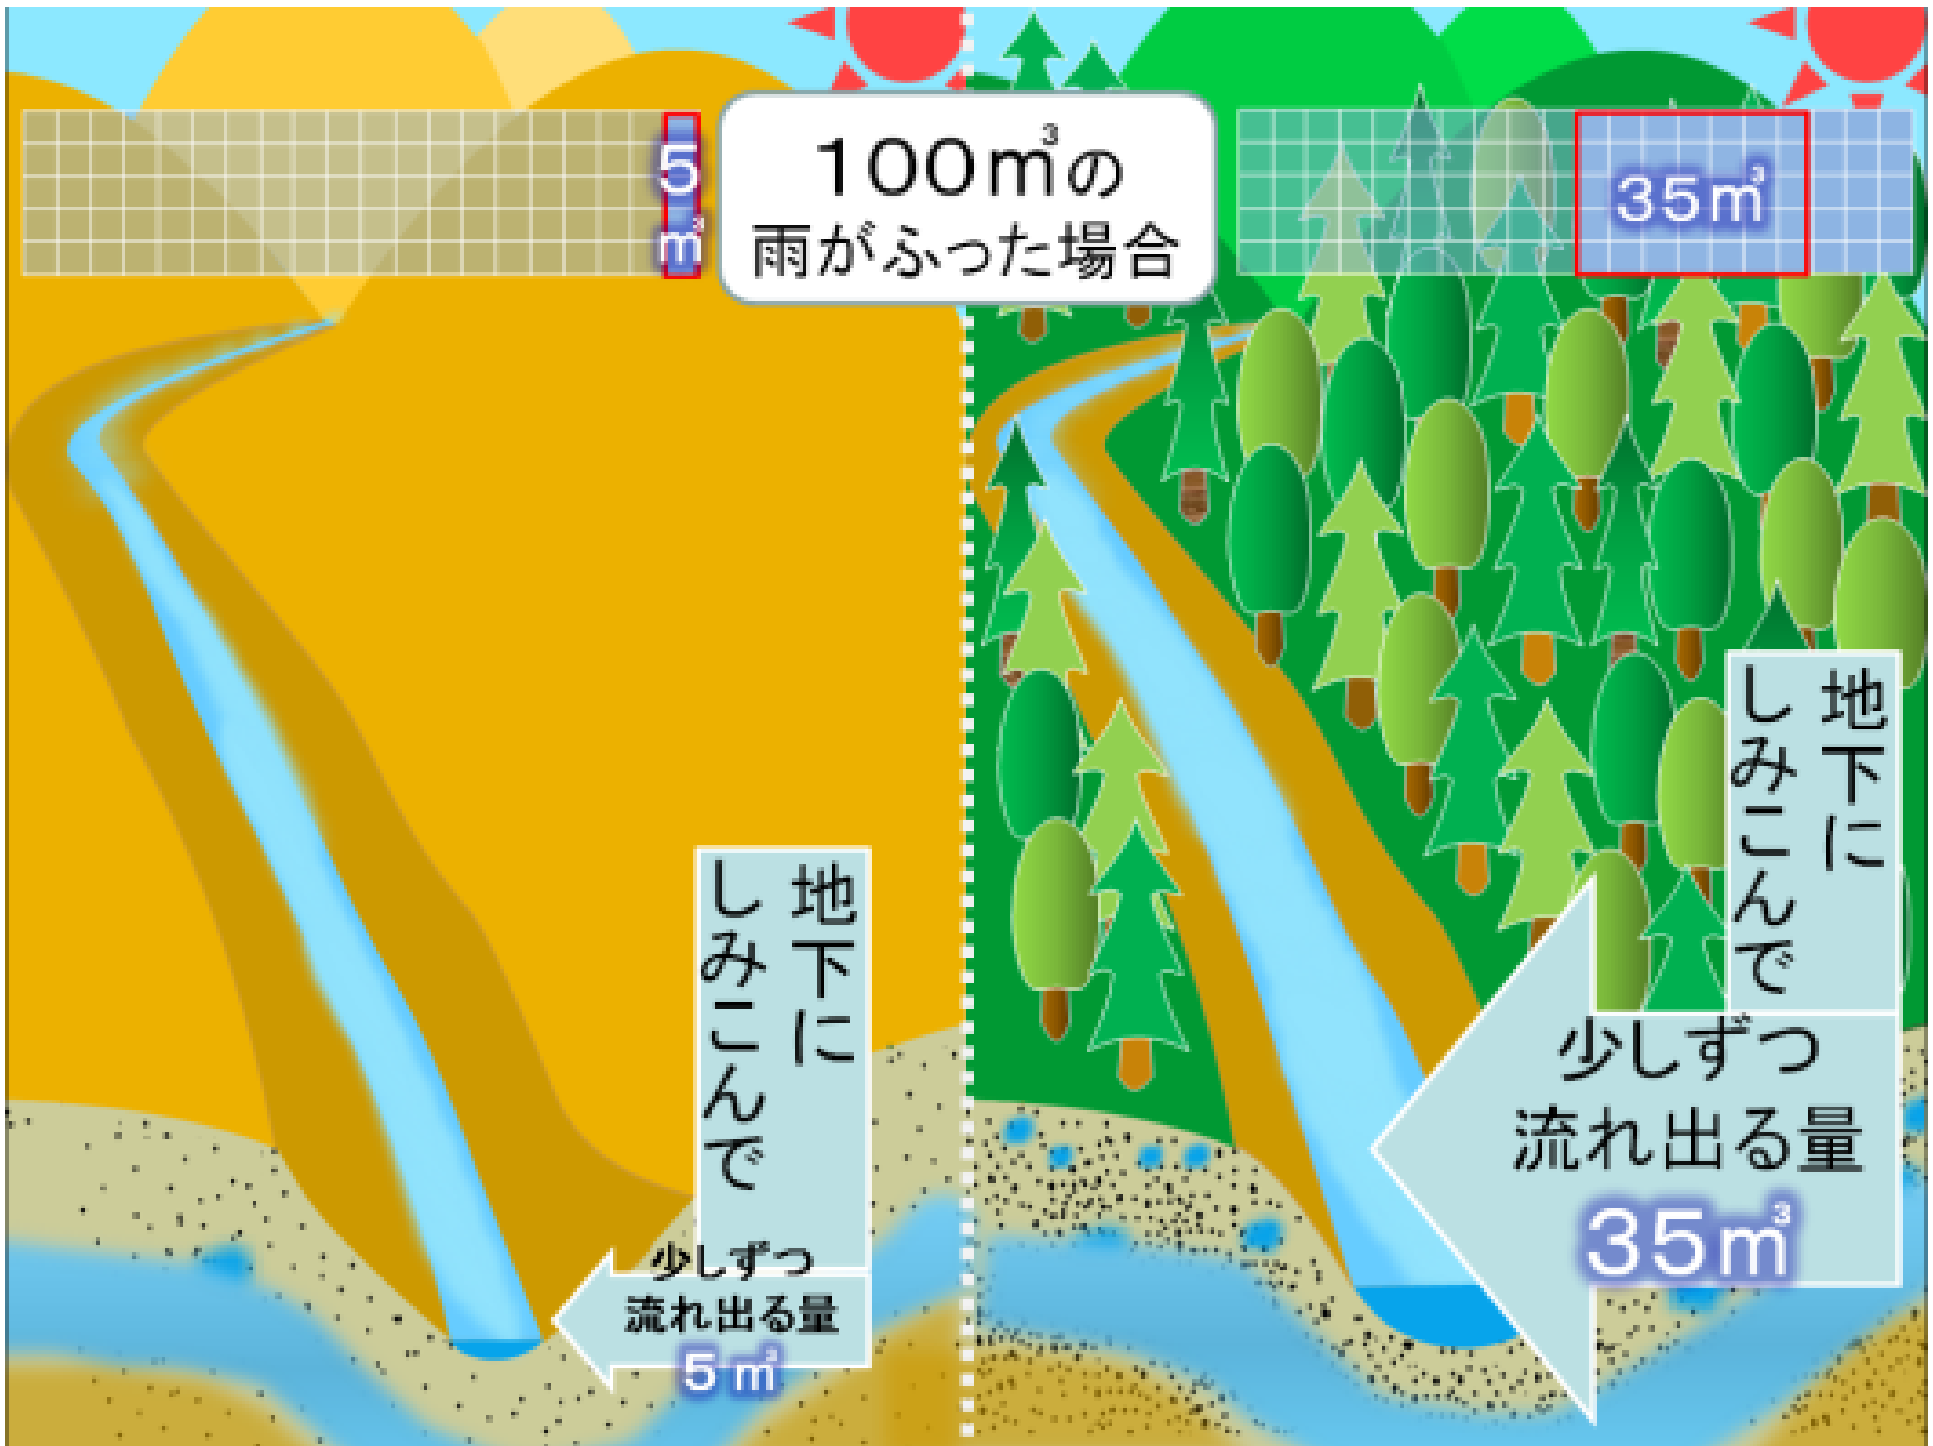 100㎥の
雨がふった場合
5
㎥
35㎥
地下に
しみこんで
少しずつ
流れ出る量
5㎥
地下に
しみこんで
少しずつ
流れ出る量
35㎥